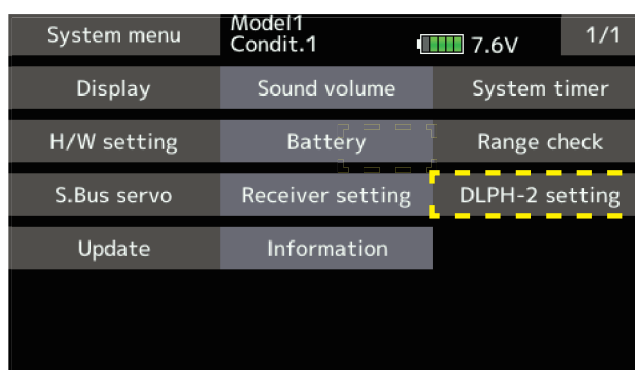 System menu
Model1
Condit.1
7.6V
1/1
Display
Sound volume
System timer
H/W setting
Battery
Range check
S.Bus servo
Receiver setting
DLPH-2 setting
Update
Information